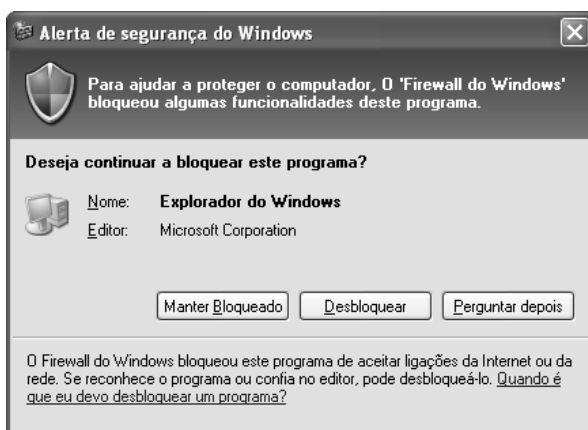 Alerta de segurança do Windows
Para ajudar a proteger o computador, O 'Firewall do Windows'
bloqueou algumas funcionalidades deste programa.
Deseja continuar a bloquear este programa?
Nome: Explorador do Windows
Editor: Microsoft Corporation
Manter Bloqueado Desbloquear Perguntar depois
O Firewall do Windows bloqueou este programa de aceitar ligações da Internet ou da
rede. Se reconhece o programa ou confia no editor, pode desbloqueá-lo. Quando é
que eu devo desbloquear um programa?